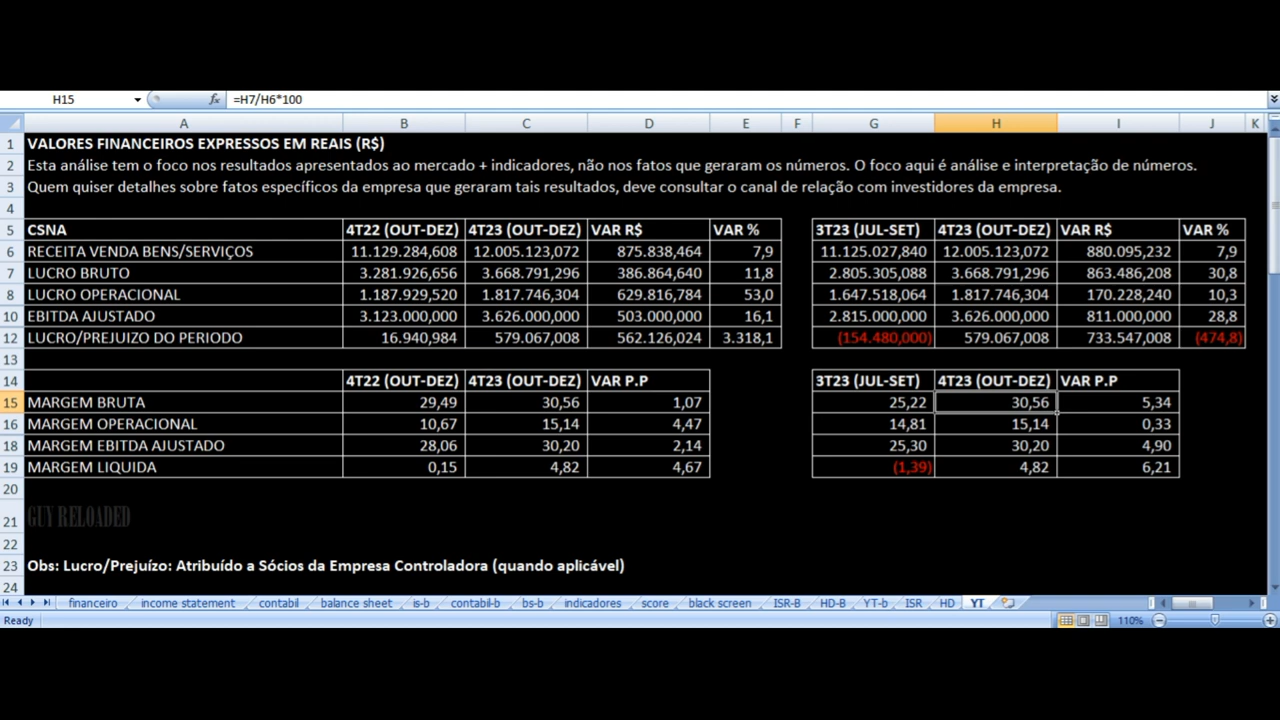 H15 fx =H7/H6*100
A B C D E F G H I J K
1 VALORES FINANCEIROS EXPRESSOS EM REAIS (R$)
2 Esta análise tem o foco nos resultados apresentados ao mercado + indicadores, não nos fatos que geraram os números. O foco aqui é análise e interpretação de números.
3 Quem quiser detalhes sobre fatos específicos da empresa que geraram tais resultados, deve consultar o canal de relação com investidores da empresa.
4
5 CSNA 4T22 (OUT-DEZ) 4T23 (OUT-DEZ) VAR R$ VAR % 3T23 (JUL-SET) 4T23 (OUT-DEZ) VAR R$ VAR %
6 RECEITA VENDA BENS/SERVIÇOS 11.129.284,608 12.005.123,072 875.838,464 7,9 11.125.027,840 12.005.123,072 880.095,232 7,9
7 LUCRO BRUTO 3.281.926,656 3.668.791,296 386.864,640 11,8 2.805.305,088 3.668.791,296 863.486,208 30,8
8 LUCRO OPERACIONAL 1.187.929,520 1.817.746,304 629.816,784 53,0 1.647.518,064 1.817.746,304 170.228,240 10,3
10 EBITDA AJUSTADO 3.123.000,000 3.626.000,000 503.000,000 16,1 2.815.000,000 3.626.000,000 811.000,000 28,8
12 LUCRO/PREJUIZO DO PERIODO 16.940,984 579.067,008 562.126,024 3.318,1 (154.480,000) 579.067,008 733.547,008 (474,8)
13
14 4T22 (OUT-DEZ) 4T23 (OUT-DEZ) VAR P.P 3T23 (JUL-SET) 4T23 (OUT-DEZ) VAR P.P
15 MARGEM BRUTA 29,49 30,56 1,07 25,22 30,56 5,34
16 MARGEM OPERACIONAL 10,67 15,14 4,47 14,81 15,14 0,33
18 MARGEM EBITDA AJUSTADO 28,06 30,20 2,14 25,30 30,20 4,90
19 MARGEM LIQUIDA 0,15 4,82 4,67 (1,39) 4,82 6,21
20
21 GUY RELOADED
22
23 Obs: Lucro/Prejuízo: Atribuído a Sócios da Empresa Controladora (quando aplicável)
24
financeiro income statement contabil balance sheet is-b contabil-b bs-b indicadores score black screen ISR-B HD-B YT-b ISR HD YT
Ready 110%